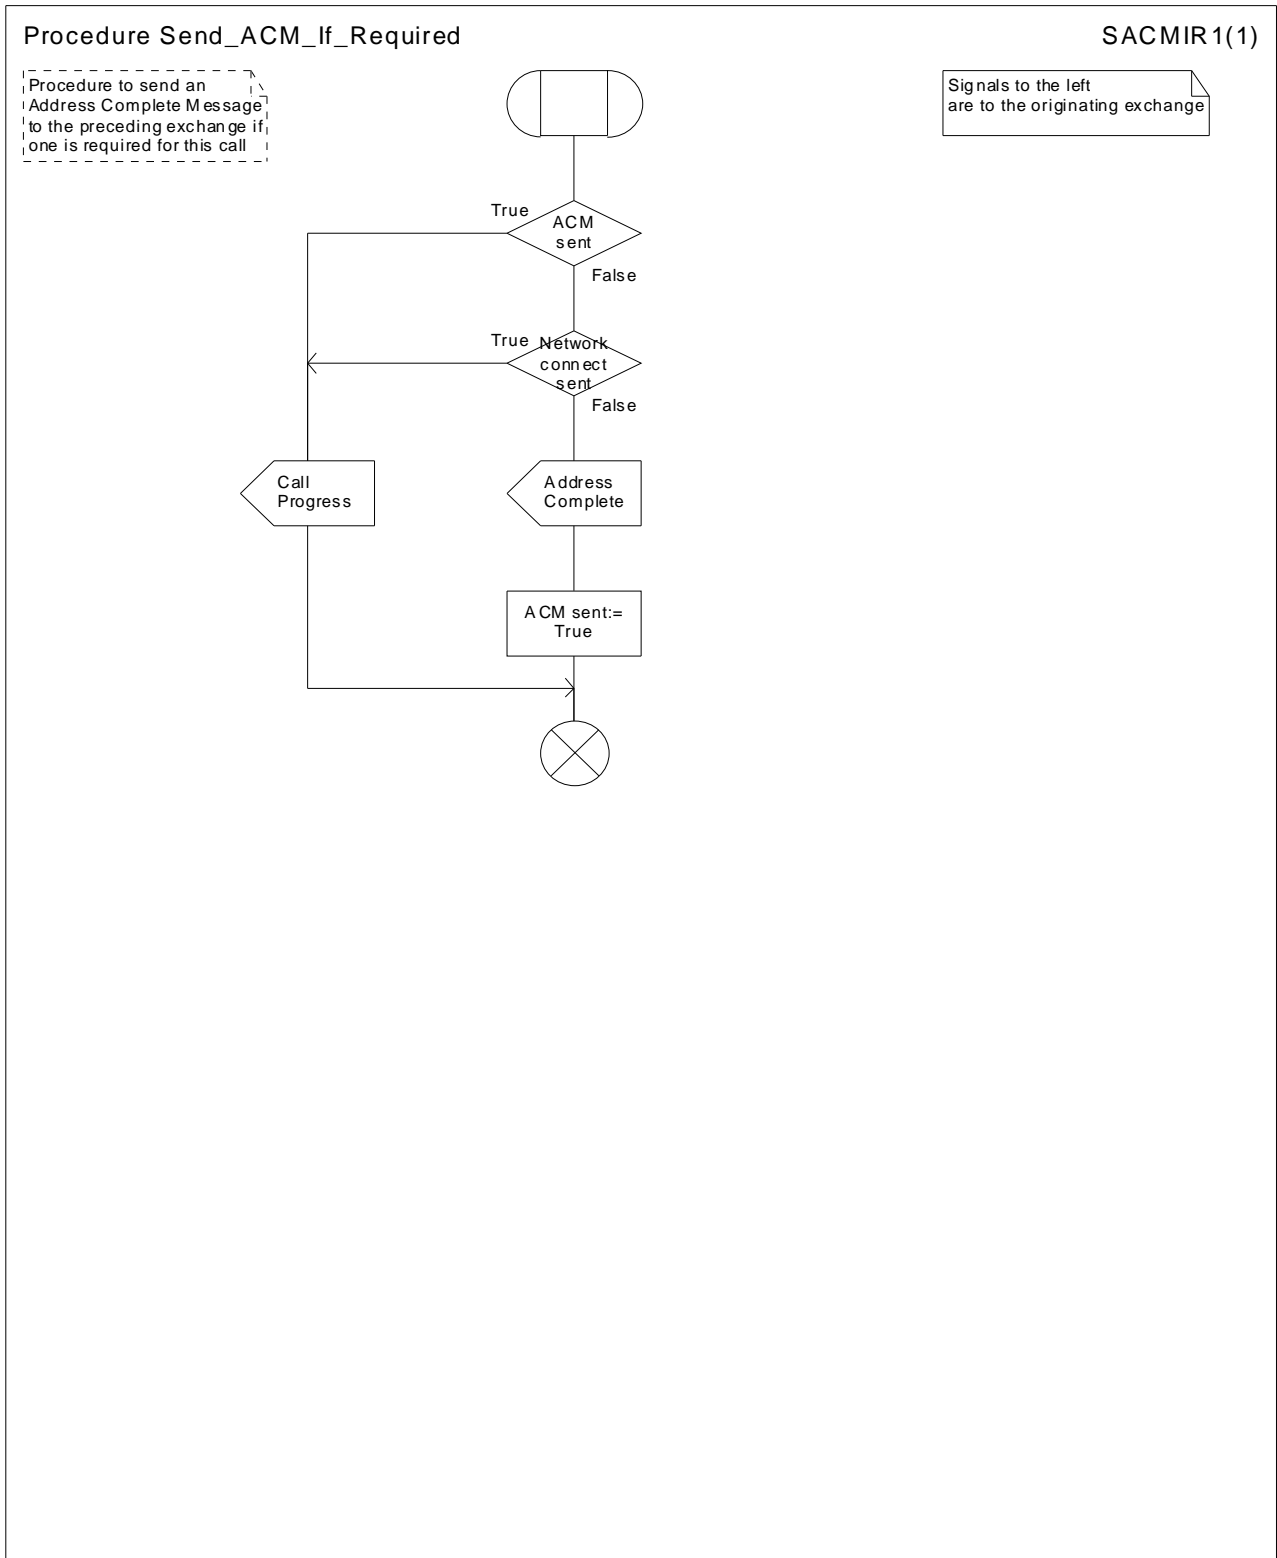 Procedure Send_ACM_If_Required
SACMIR1(1)
Procedure to send an
Address Complete Message
to the preceding exchange if
one is required for this call
Signals to the left
are to the originating exchange
True
ACM
sent
False
True
Network
connect
sent
False
Call
Progress
Address
Complete
ACM sent:=
True